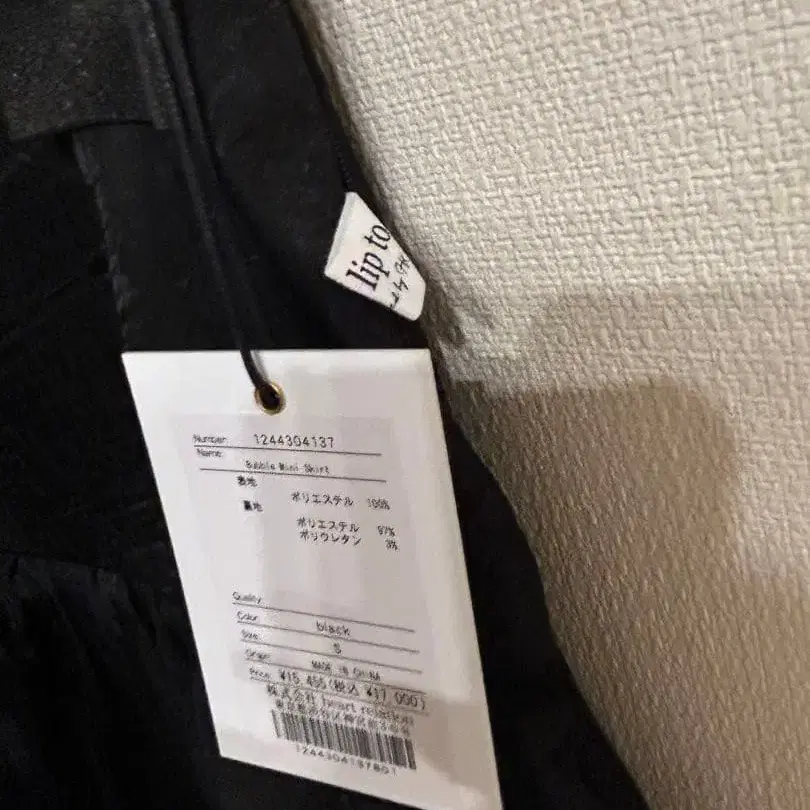 lip to
Number: 1244304137
Name: Bubble Mini Skirt
表地
ポリエステル 100%
裏地
ポリエステル 97%
ポリウレタン 3%
Quality:
Color: black
Size: S
Origin: MADE IN CHINA
Price: ¥15,455(税込 ¥17,000)
株式会社 heart relation
1244304137801